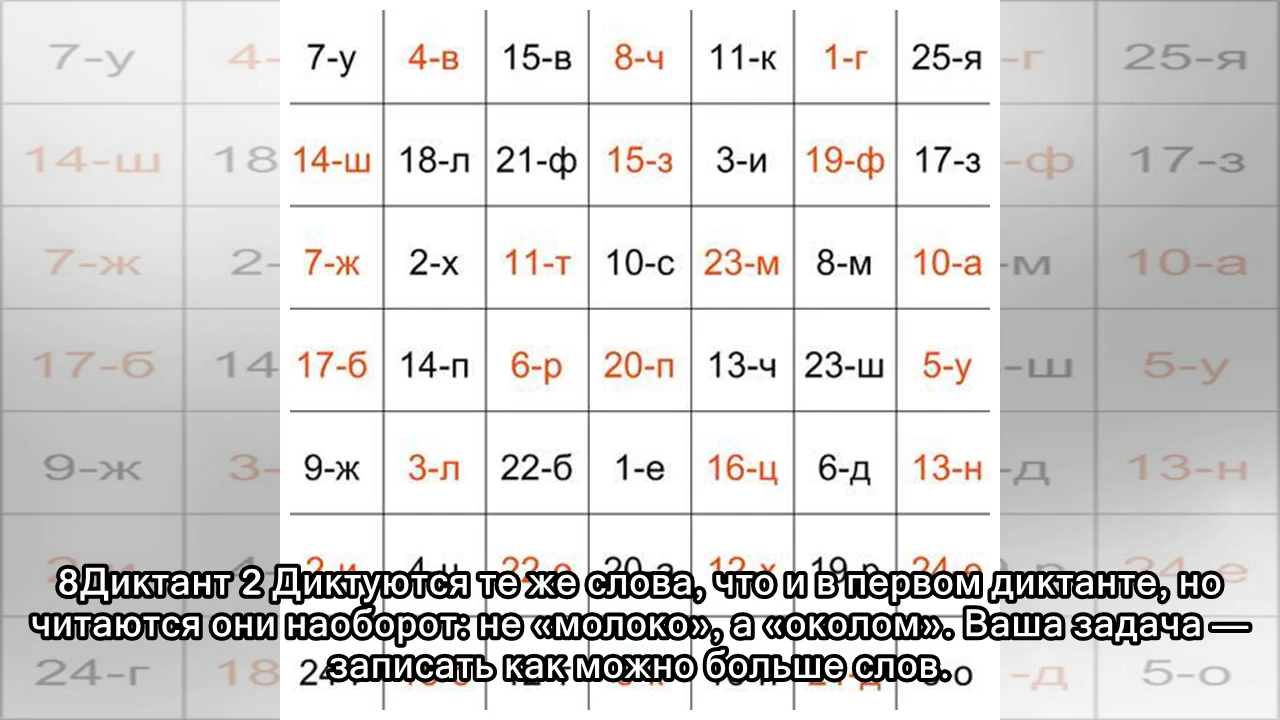 7-у 4-в 15-в 8-ч 11-к 1-г 25-я
14-ш 18-л 21-ф 15-з 3-и 19-ф 17-з
7-ж 2-х 11-т 10-с 23-м 8-м 10-а
17-б 14-п 6-р 20-п 13-ч 23-ш 5-у
9-ж 3-л 22-б 1-е 16-ц 6-д 13-н
8Диктант 2 Диктуются те же слова, что и в первом диктанте, но
читаются они наоборот: не «молоко», а «околом». Ваша задача —
записать как можно больше слов.